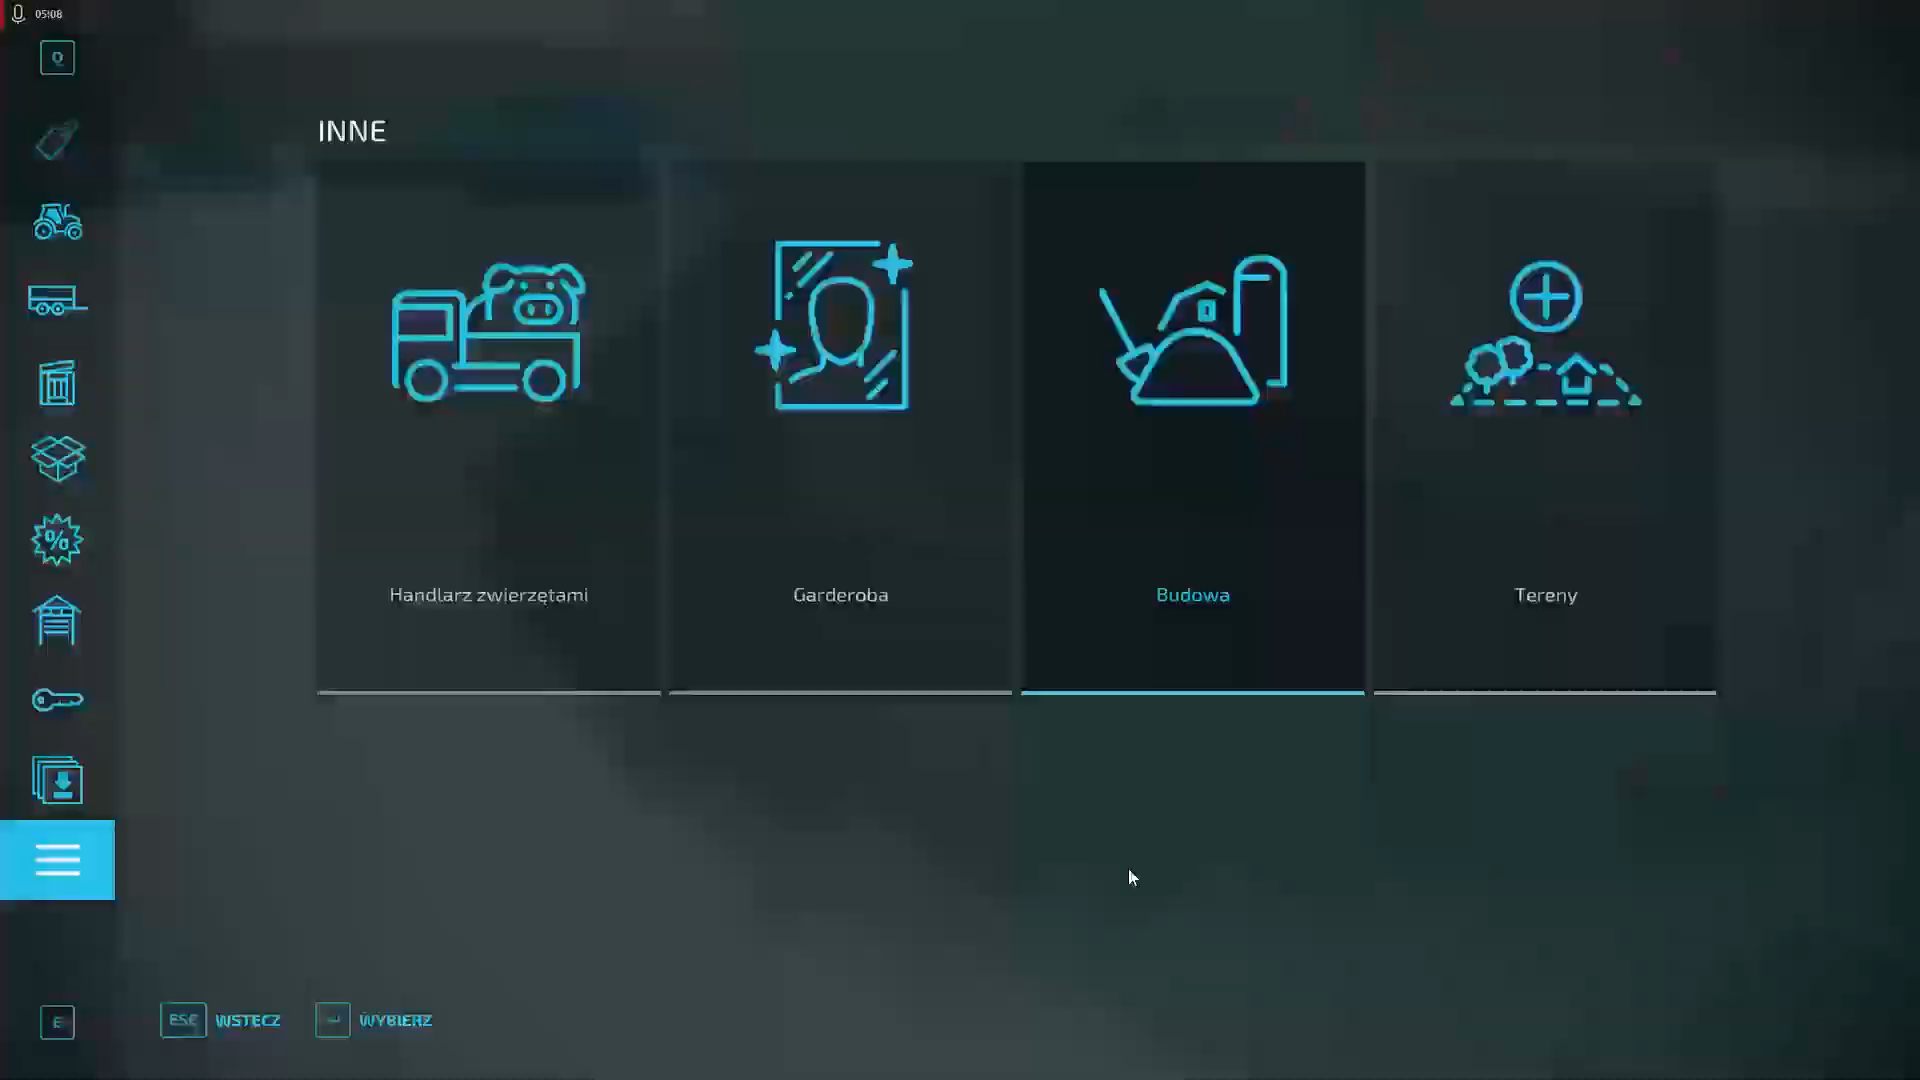 05:08
Q
INNE
%
Handlarz zwierzętami
Garderoba
Budowa
Tereny
E
ESC WSTECZ
WYBIERZ